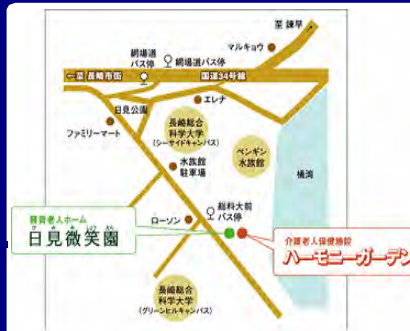 至 諫早
マルキョウ
網場道
バス停
網場道バス停
←至 長崎市街
国道34号線
日見公園
エレナ
ファミリーマート
長崎総合
科学大学
(シーサイドキャンパス)
ペンギン
水族館
橘湾
水族館
駐車場
総科大前
バス停
ローソン
養護老人ホーム
日見微笑園
介護老人保健施設
ハーモニーガーデン
長崎総合
科学大学
(グリーンヒルキャンパス)